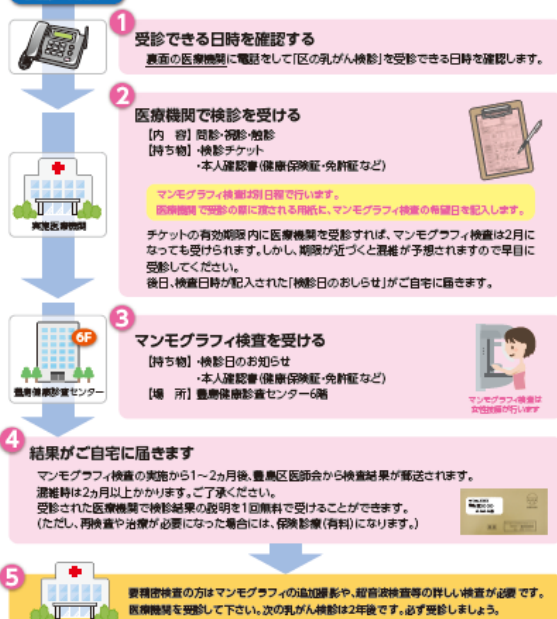 1
受診できる日時を確認する
裏面の医療機関に電話をして「区の乳がん検診」を受診できる日時を確認します。
2
医療機関で検診を受ける
【内　容】問診・視診・触診
【持ち物】・検診チケット
・本人確認書（健康保険証・免許証など）
マンモグラフィ検査は別日程で行います。
医療機関で受診の際に渡される用紙に、マンモグラフィ検査の希望日を記入します。
実施医療機関
チケットの有効期限内に医療機関を受診すれば、マンモグラフィ検査は2月に
なっても受けられます。しかし、期限が近づくと混雑が予想されますので早目に
受診してください。
後日、検査日時が記入された「検診日のおしらせ」がご自宅に届きます。
3
6F
マンモグラフィ検査を受ける
【持ち物】・検診日のお知らせ
・本人確認書（健康保険証・免許証など）
【場　所】豊島健康診査センター6階
豊島健康診査センター
マンモグラフィ検査は
女性技師が行います
4
結果がご自宅に届きます
マンモグラフィ検査の実施から1～2ヵ月後、豊島区医師会から検査結果が郵送されます。
混雑時は2ヵ月以上かかります。ご了承ください。
受診された医療機関で検診結果の説明を1回無料で受けることができます。
（ただし、再検査や治療が必要になった場合には、保険診療（有料）になります。）
5
要精密検査の方はマンモグラフィの追加撮影や、超音波検査等の詳しい検査が必要です。
医療機関を受診して下さい。次の乳がん検診は2年後です。必ず受診しましょう。